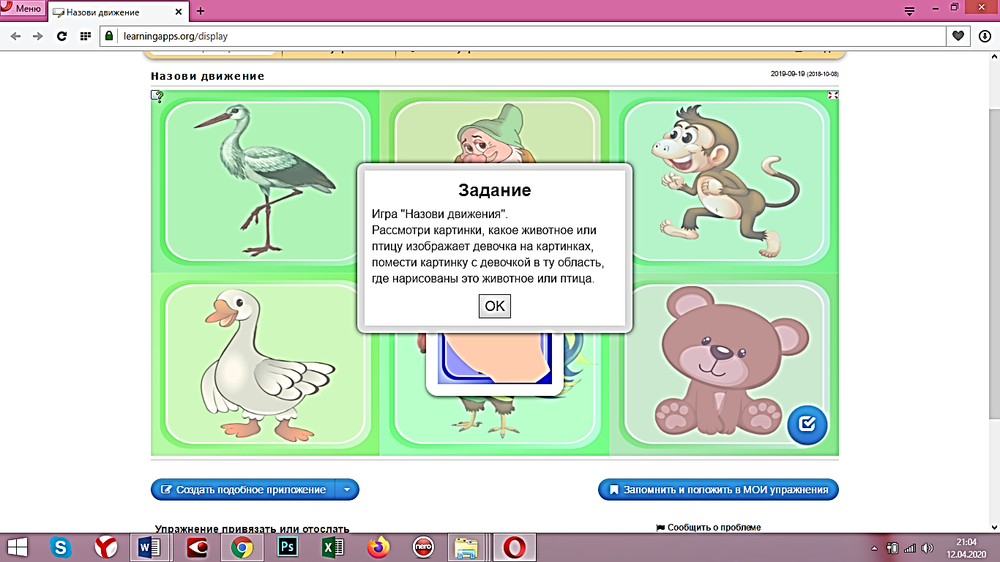 Меню
Назови движение
learningapps.org/display
Назови движение
2019-09-19 (2018-10-08)
Задание
Игра "Назови движения".
Рассмотри картинки, какое животное или
птицу изображает девочка на картинках,
помести картинку с девочкой в ту область,
где нарисованы это животное или птица.
OK
Создать подобное приложение
Запомнить и положить в МОИ упражнения
Упражнение привязать или отослать
Сообщить о проблеме
nero
21:04
12.04.2020